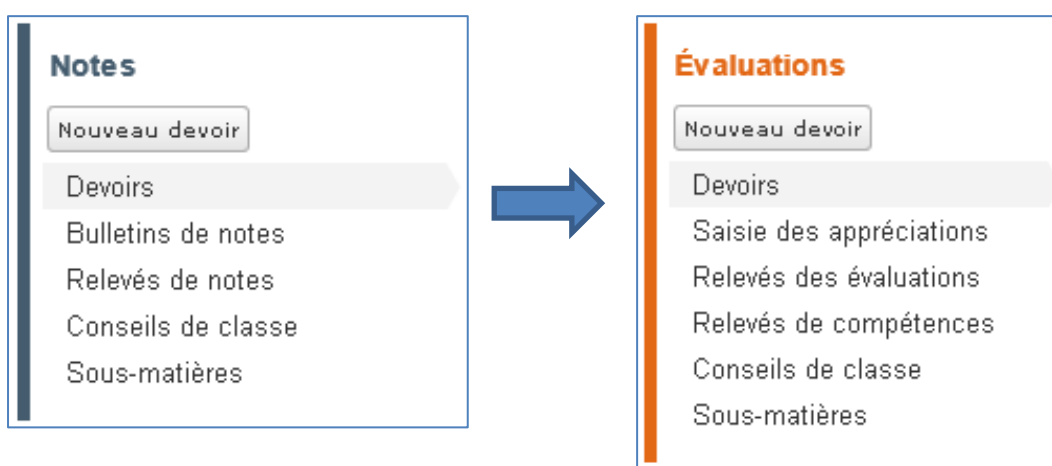 Notes
Nouveau devoir
Devoirs
Bulletins de notes
Relevés de notes
Conseils de classe
Sous-matières
Évaluations
Nouveau devoir
Devoirs
Saisie des appréciations
Relevés des évaluations
Relevés de compétences
Conseils de classe
Sous-matières